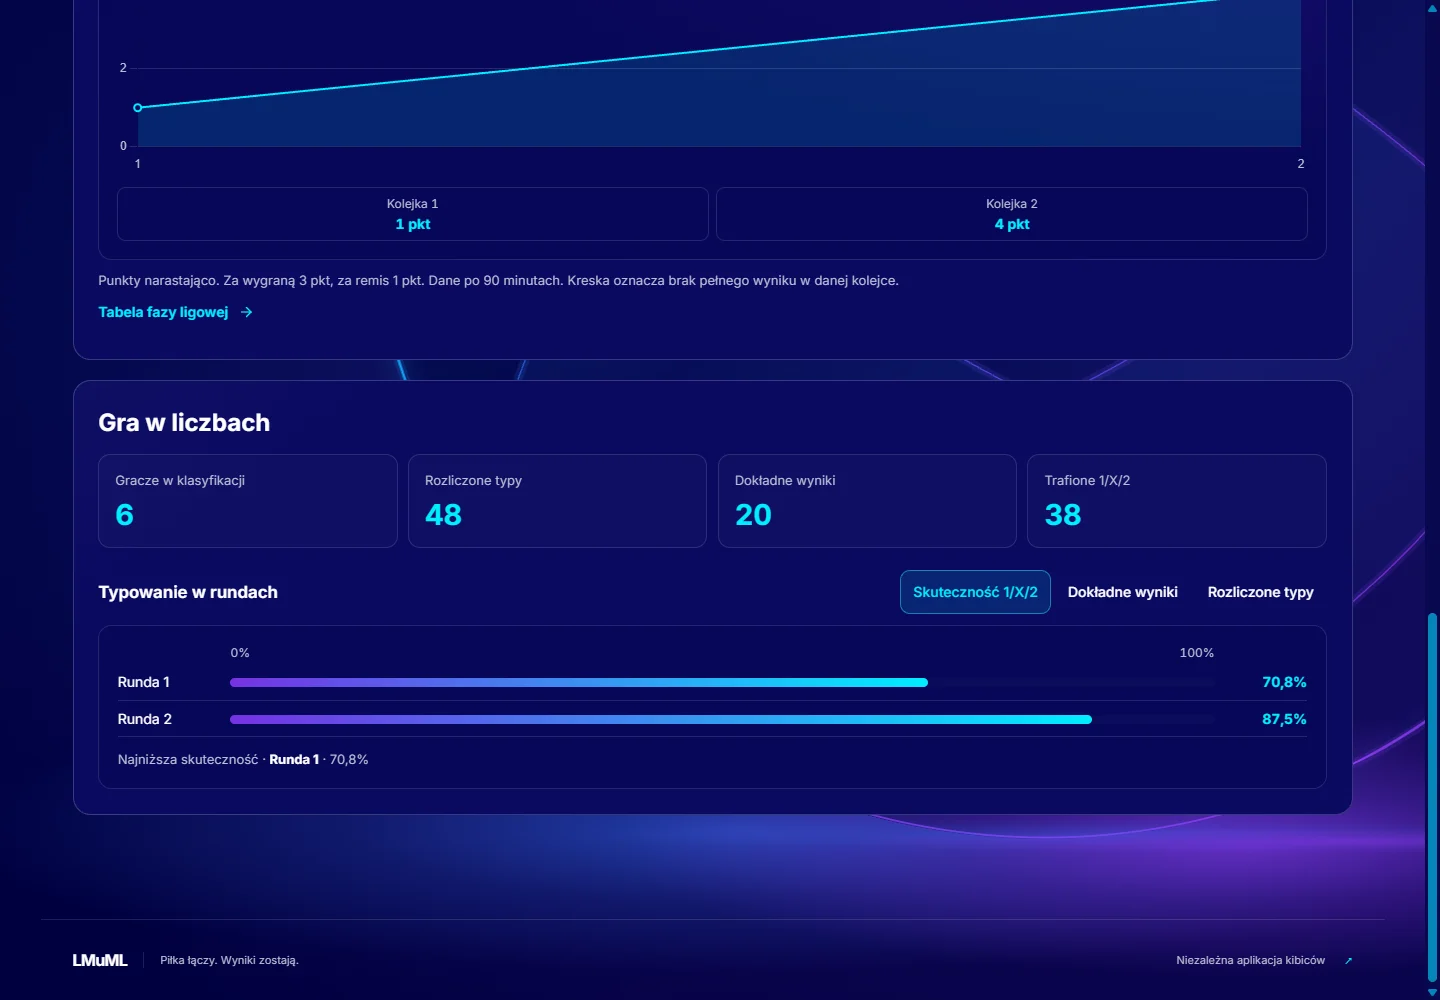 2
0
1
2
Kolejka 1
1 pkt
Kolejka 2
4 pkt
Punkty narastająco. Za wygraną 3 pkt, za remis 1 pkt. Dane po 90 minutach. Kreska oznacza brak pełnego wyniku w danej kolejce.
Tabela fazy ligowej →
Gra w liczbach
Gracze w klasyfikacji
6
Rozliczone typy
48
Dokładne wyniki
20
Trafione 1/X/2
38
Typowanie w rundach
Skuteczność 1/X/2
Dokładne wyniki
Rozliczone typy
0%
100%
Runda 1
70,8%
Runda 2
87,5%
Najniższa skuteczność · Runda 1 · 70,8%
LMuML
Piłka łączy. Wyniki zostają.
Niezależna aplikacja kibiców ↗